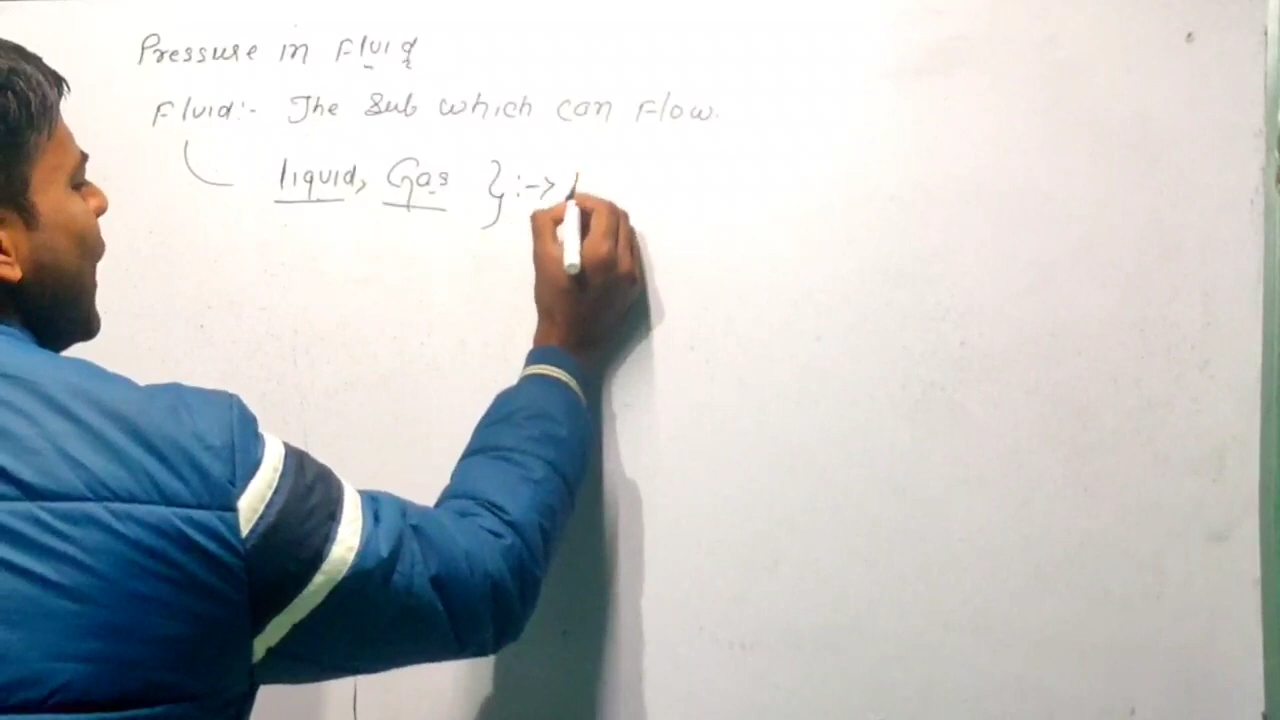 Pressure in Fluid
Fluid:- The Sub which can Flow.
liquid, Gas } :->